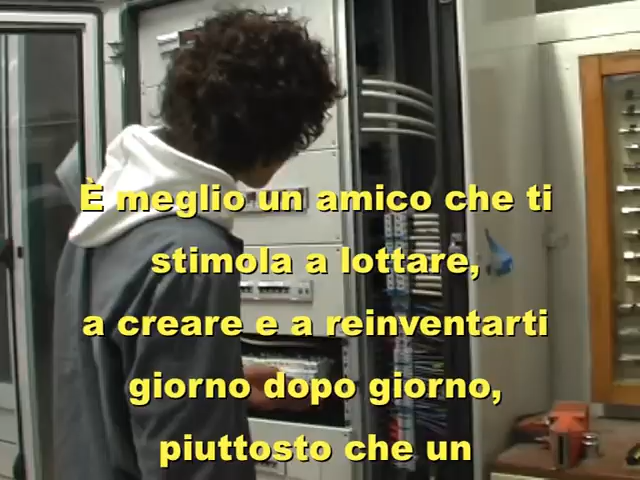 È meglio un amico che ti
stimola a lottare,
a creare e a reinventarti
giorno dopo giorno,
piuttosto che un